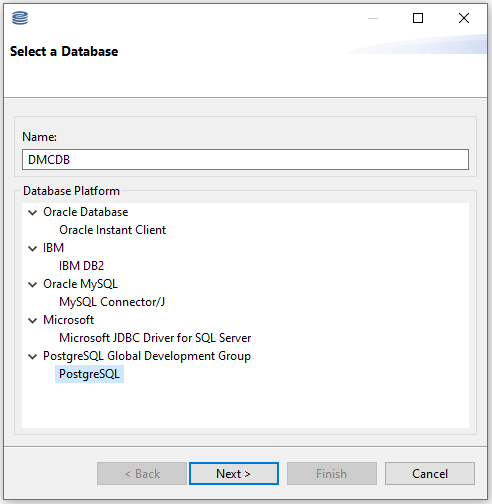 Select a Database
Name:
DMCDB
Database Platform
Oracle Database
Oracle Instant Client
IBM
IBM DB2
Oracle MySQL
MySQL Connector/J
Microsoft
Microsoft JDBC Driver for SQL Server
PostgreSQL Global Development Group
PostgreSQL
< Back Next > Finish Cancel